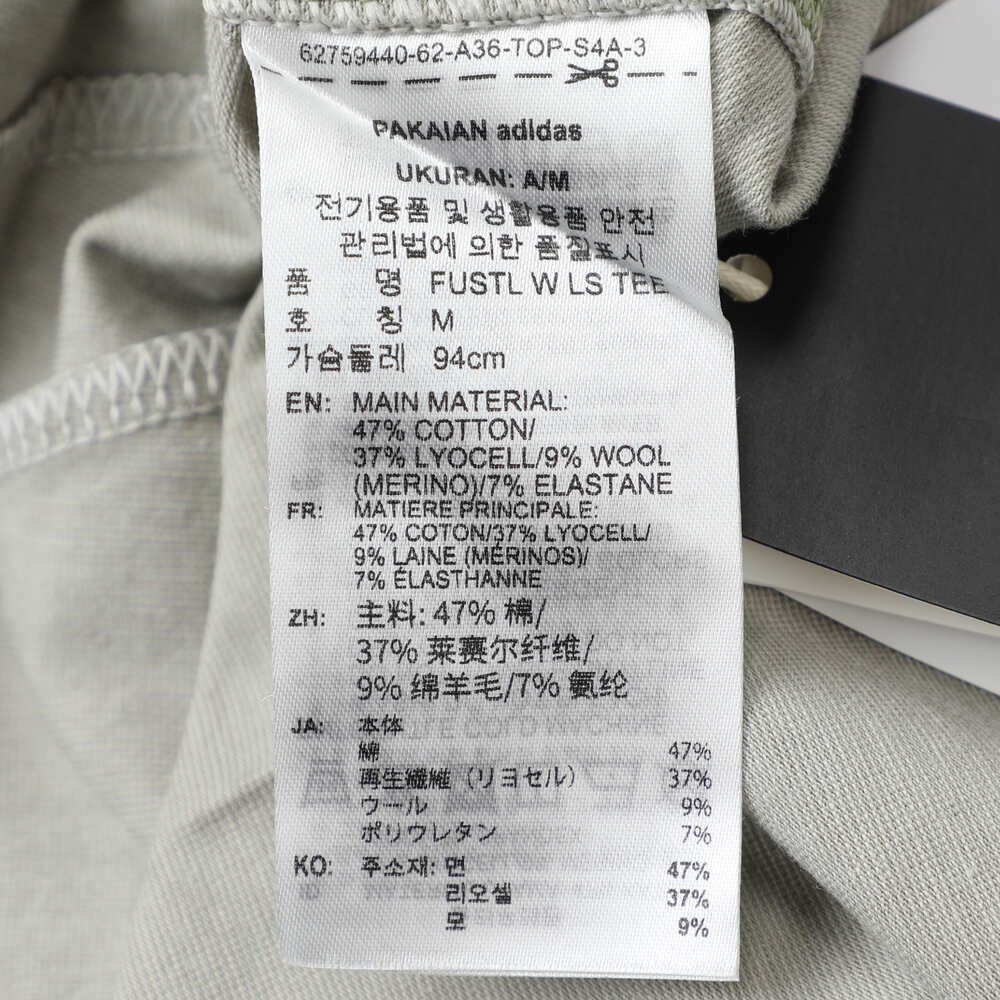 62759440-62-A36-TOP-S4A-3
PAKAIAN adidas
UKURAN: A/M
전기용품 및 생활용품 안전
관리법에 의한 품질표시
품 명 FUSTL W LS TEE
호 칭 M
가슴둘레 94cm
EN: MAIN MATERIAL:
47% COTTON/
37% LYOCELL/9% WOOL
(MERINO)/7% ELASTANE
FR: MATIERE PRINCIPALE:
47% COTON/37% LYOCELL/
9% LAINE (MÉRINOS)/
7% ÉLASTHANNE
ZH: 主料: 47% 棉/
37% 莱赛尔纤维/
9% 绵羊毛/7% 氨纶
JA: 本体
綿 47%
再生繊維（リヨセル） 37%
ウール 9%
ポリウレタン 7%
KO: 주소재: 면 47%
리오셀 37%
모 9%